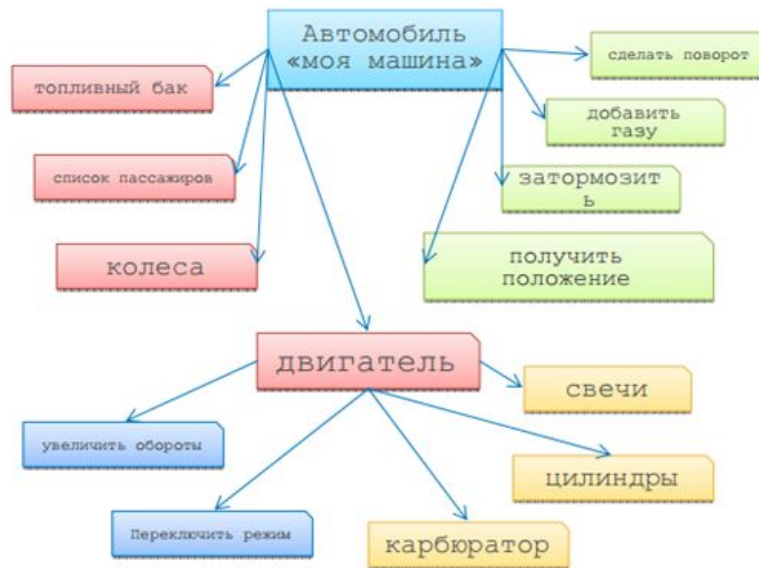 Автомобиль
«моя машина»
топливный бак
список пассажиров
колеса
сделать поворот
добавить
газу
затормозит
ь
получить
положение
двигатель
увеличить обороты
Переключить режим
карбюратор
цилиндры
свечи